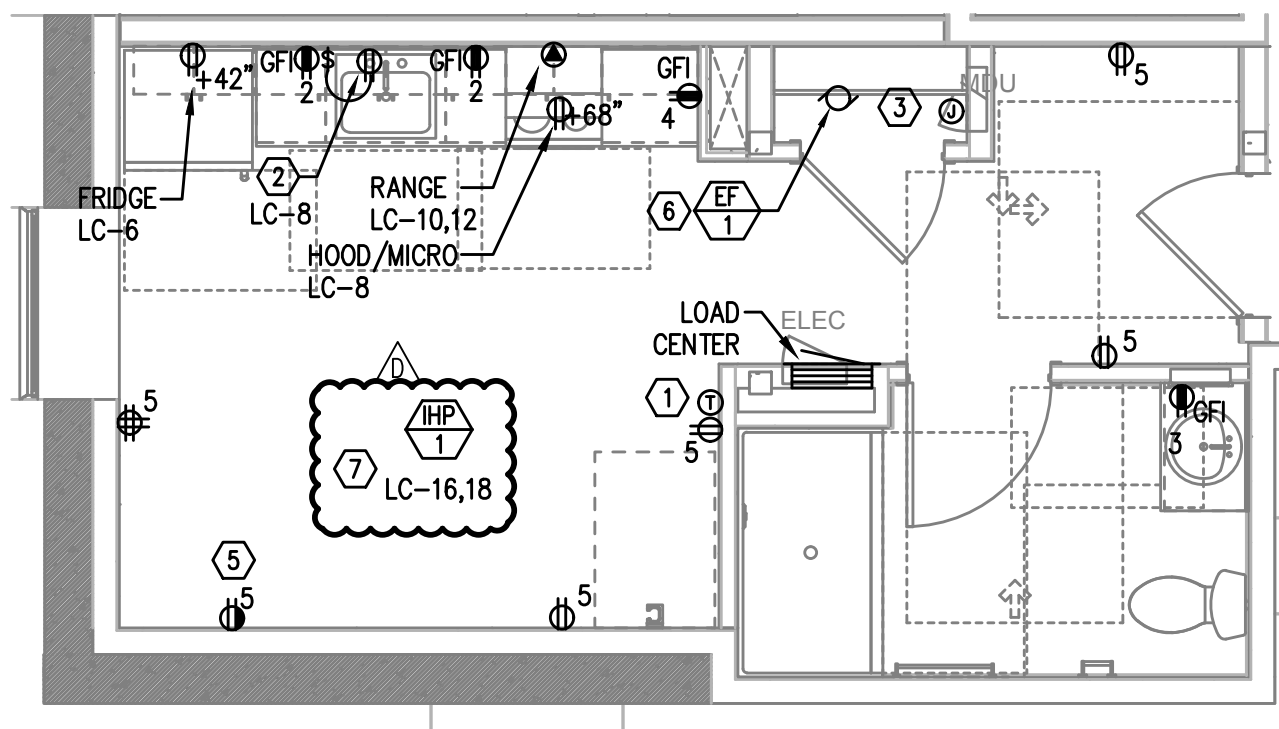 +42"
GFI
$
2
GFI
2
+68"
GFI
4
MDU
3
J
5
FRIDGE
LC-6
2
LC-8
RANGE
LC-10,12
HOOD/MICRO
LC-8
6
EF
1
LOAD
CENTER
ELEC
5
D
IHP
1
7
LC-16,18
5
1
T
5
GFI
3
5
5
5